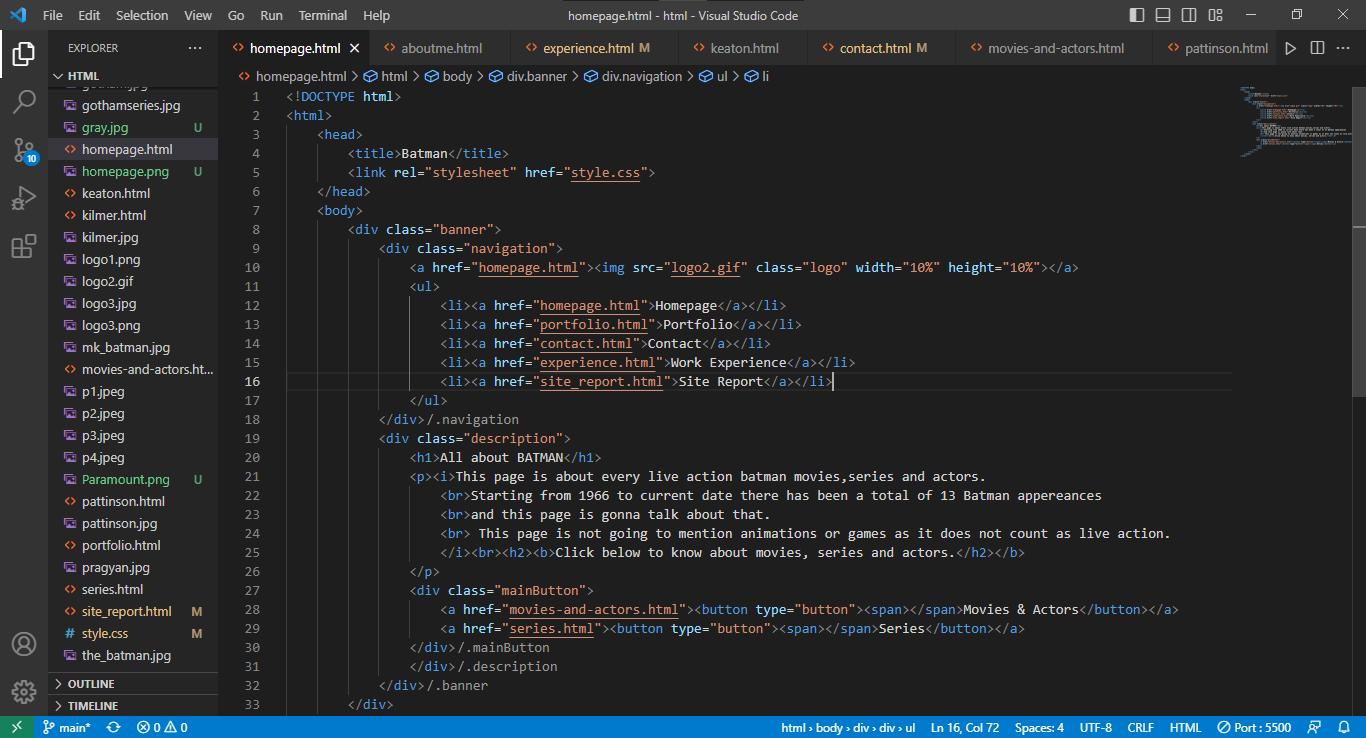 File Edit Selection View Go Run Terminal Help
homepage.html - html - Visual Studio Code
EXPLORER
HTML
gothamseries.jpg
gray.jpg U
homepage.html
homepage.png U
keaton.html
kilmer.html
kilmer.jpg
logo1.png
logo2.gif
logo3.jpg
logo3.png
mk_batman.jpg
movies-and-actors.ht...
p1.jpeg
p2.jpeg
p3.jpeg
p4.jpeg
Paramount.png U
pattinson.html
pattinson.jpg
portfolio.html
pragyan.jpg
series.html
site_report.html M
style.css M
the_batman.jpg
OUTLINE
TIMELINE
10
homepage.html aboutme.html experience.html M keaton.html contact.html M movies-and-actors.html pattinson.html
homepage.html > html > body > div.banner > div.navigation > ul > li
1 <!DOCTYPE html>
2 <html>
3 <head>
4 <title>Batman</title>
5 <link rel="stylesheet" href="style.css">
6 </head>
7 <body>
8 <div class="banner">
9 <div class="navigation">
10 <a href="homepage.html"><img src="logo2.gif" class="logo" width="10%" height="10%"></a>
11 <ul>
12 <li><a href="homepage.html">Homepage</a></li>
13 <li><a href="portfolio.html">Portfolio</a></li>
14 <li><a href="contact.html">Contact</a></li>
15 <li><a href="experience.html">Work Experience</a></li>
16 <li><a href="site_report.html">Site Report</a></li>
17 </ul>
18 </div>/.navigation
19 <div class="description">
20 <h1>All about BATMAN</h1>
21 <p><i>This page is about every live action batman movies,series and actors.
22 <br>Starting from 1966 to current date there has been a total of 13 Batman appereances
23 <br>and this page is gonna talk about that.
24 <br> This page is not going to mention animations or games as it does not count as live action.
25 </i><br><h2><b>Click below to know about movies, series and actors.</h2></b>
26 </p>
27 <div class="mainButton">
28 <a href="movies-and-actors.html"><button type="button"><span></span>Movies & Actors</button></a>
29 <a href="series.html"><button type="button"><span></span>Series</button></a>
30 </div>/.mainButton
31 </div>/.description
32 </div>/.banner
33 </div>
main* 0 0 html › body › div › div › ul Ln 16, Col 72 Spaces: 4 UTF-8 CRLF HTML Port : 5500